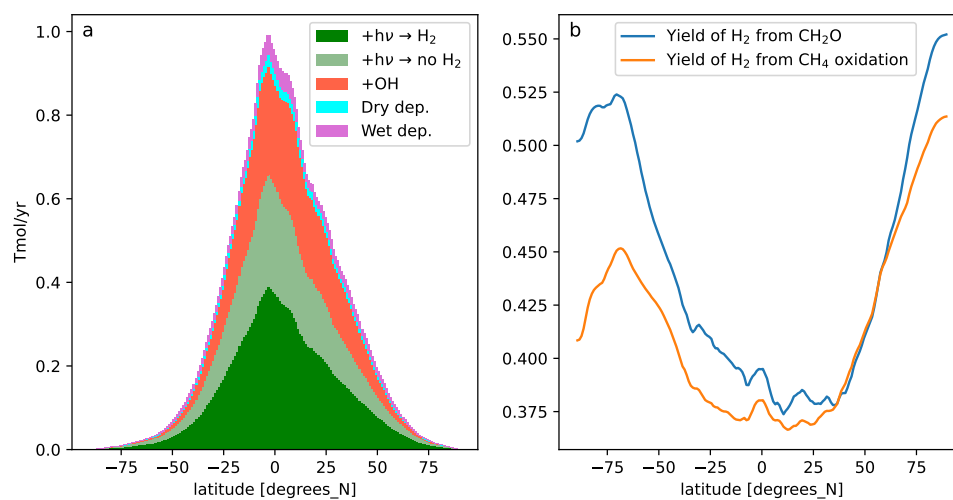 a
+hν → H₂
+hν → no H₂
+OH
Dry dep.
Wet dep.
1.0
0.8
0.6
0.4
0.2
0.0
Tmol/yr
−75 −50 −25 0 25 50 75
latitude [degrees_N]
b
Yield of H₂ from CH₂O
Yield of H₂ from CH₄ oxidation
0.550
0.525
0.500
0.475
0.450
0.425
0.400
0.375
−75 −50 −25 0 25 50 75
latitude [degrees_N]